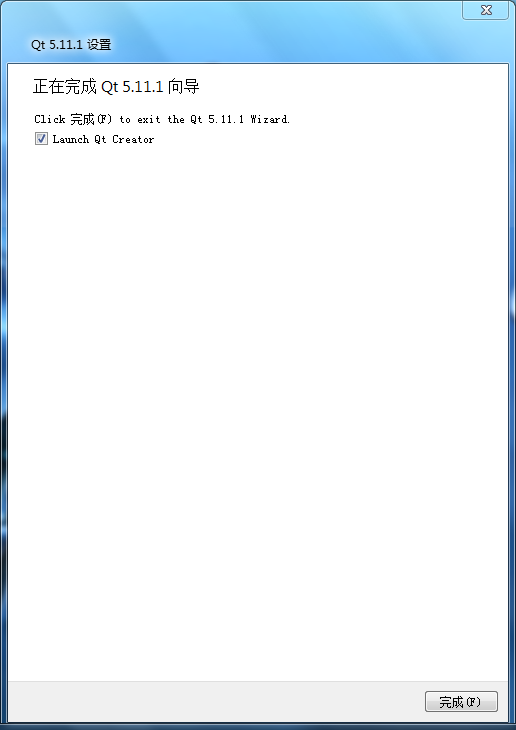 Qt 5.11.1 设置
正在完成 Qt 5.11.1 向导
Click 完成(F) to exit the Qt 5.11.1 Wizard.
Launch Qt Creator
完成(F)